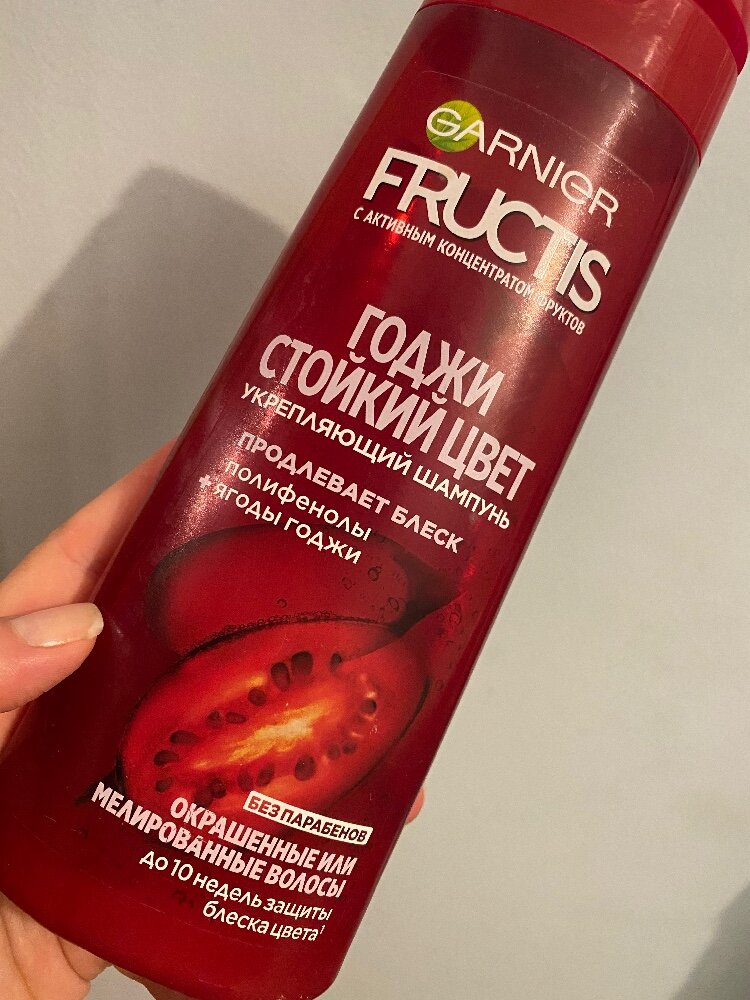 GARNIER
FRUCTIS
С АКТИВНЫМ КОНЦЕНТРАТОМ ФРУКТОВ
ГОДЖИ
СТОЙКИЙ ЦВЕТ
УКРЕПЛЯЮЩИЙ ШАМПУНЬ
ПРОДЛЕВАЕТ БЛЕСК
полифенолы
+ ягоды годжи
БЕЗ ПАРАБЕНОВ
ОКРАШЕННЫЕ ИЛИ
МЕЛИРОВАННЫЕ ВОЛОСЫ
до 10 недель защиты
блеска цвета¹